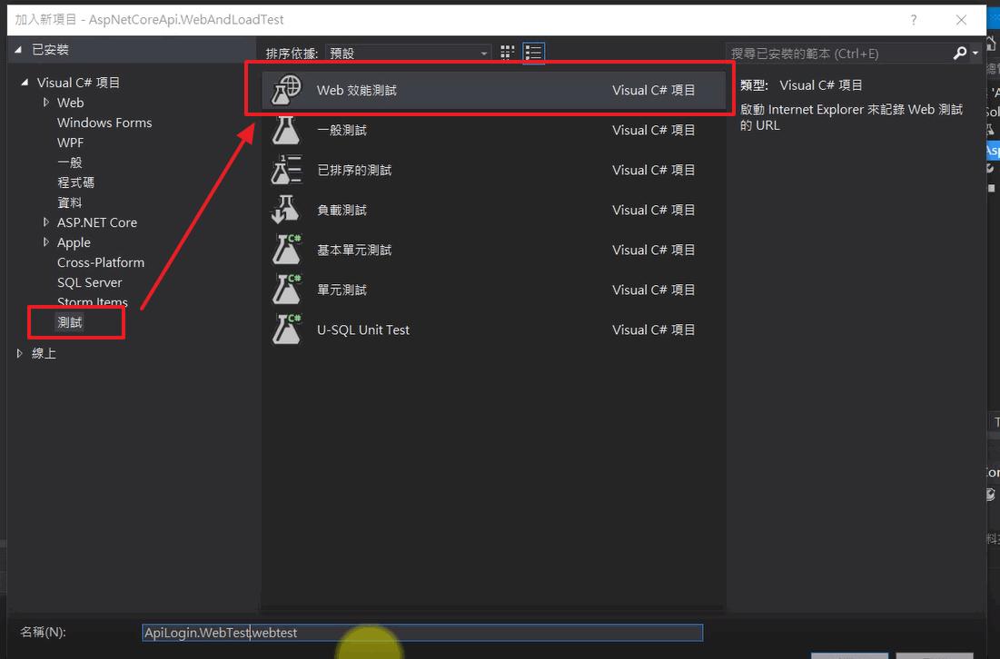 加入新項目 - AspNetCoreApi.WebAndLoadTest
已安裝
排序依據: 預設
搜尋已安裝的範本 (Ctrl+E)
Visual C# 項目
Web
Windows Forms
WPF
一般
程式碼
資料
ASP.NET Core
Apple
Cross-Platform
SQL Server
Storm Items
測試
線上
Web 效能測試 Visual C# 項目
一般測試 Visual C# 項目
已排序的測試 Visual C# 項目
負載測試 Visual C# 項目
基本單元測試 Visual C# 項目
單元測試 Visual C# 項目
U-SQL Unit Test Visual C# 項目
類型: Visual C# 項目
啟動 Internet Explorer 來記錄 Web 測試
的 URL
名稱(N): ApiLogin.WebTest.webtest